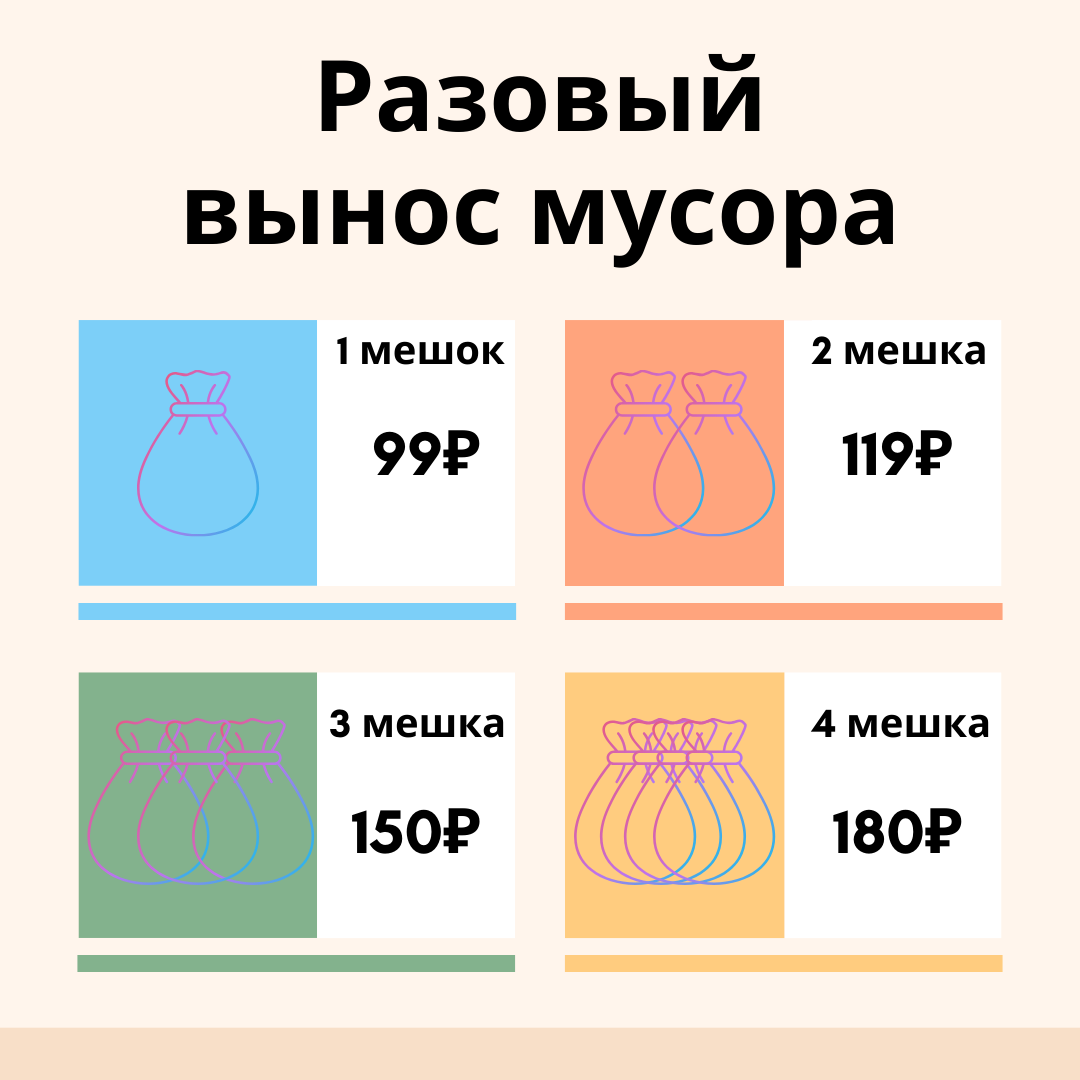 Разовый
вынос мусора
1 мешок
99₽
2 мешка
119₽
3 мешка
150₽
4 мешка
180₽